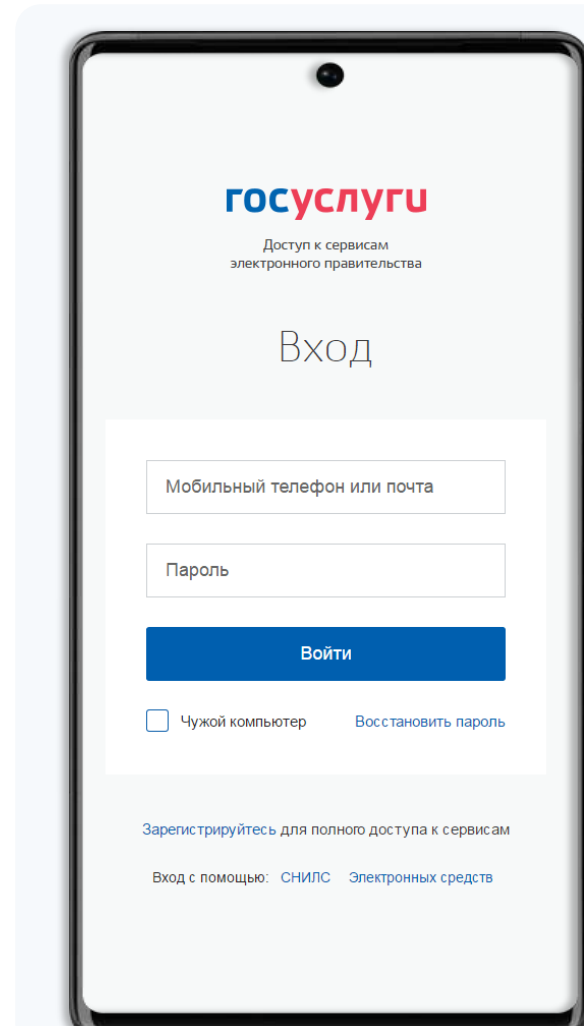 госуслуги
Доступ к сервисам
электронного правительства
Вход
Мобильный телефон или почта
Пароль
Войти
Чужой компьютер Восстановить пароль
Зарегистрируйтесь для полного доступа к сервисам
Вход с помощью: СНИЛС Электронных средств